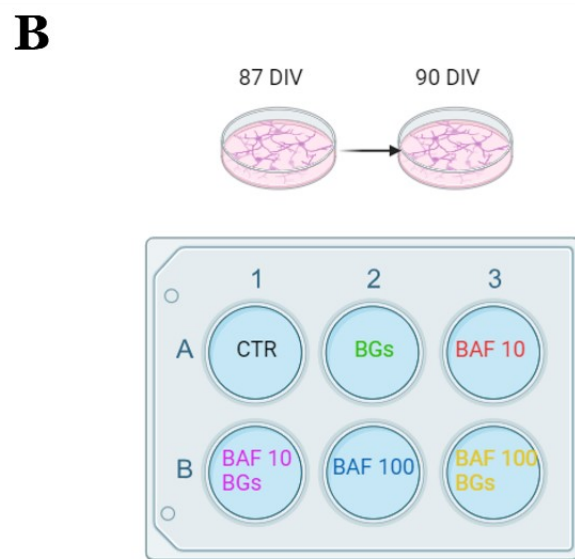 B
87 DIV 90 DIV
1 2 3
A CTR BGs BAF 10
B BAF 10 BGs BAF 100 BAF 100 BGs